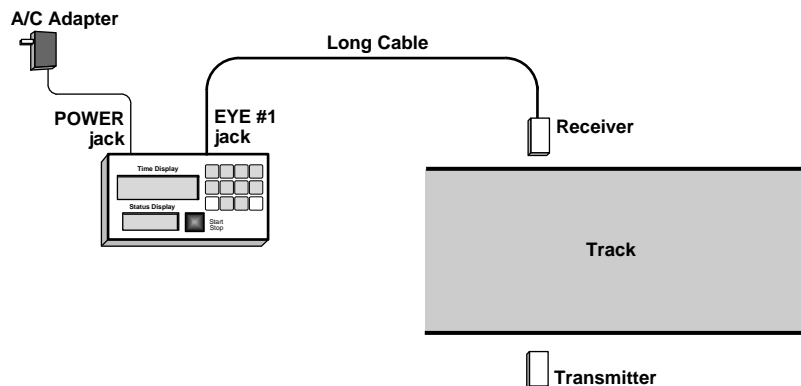 A/C Adapter
Long Cable
POWER
jack
EYE #1
jack
Receiver
Time Display
Status Display
Start
Stop
Track
Transmitter